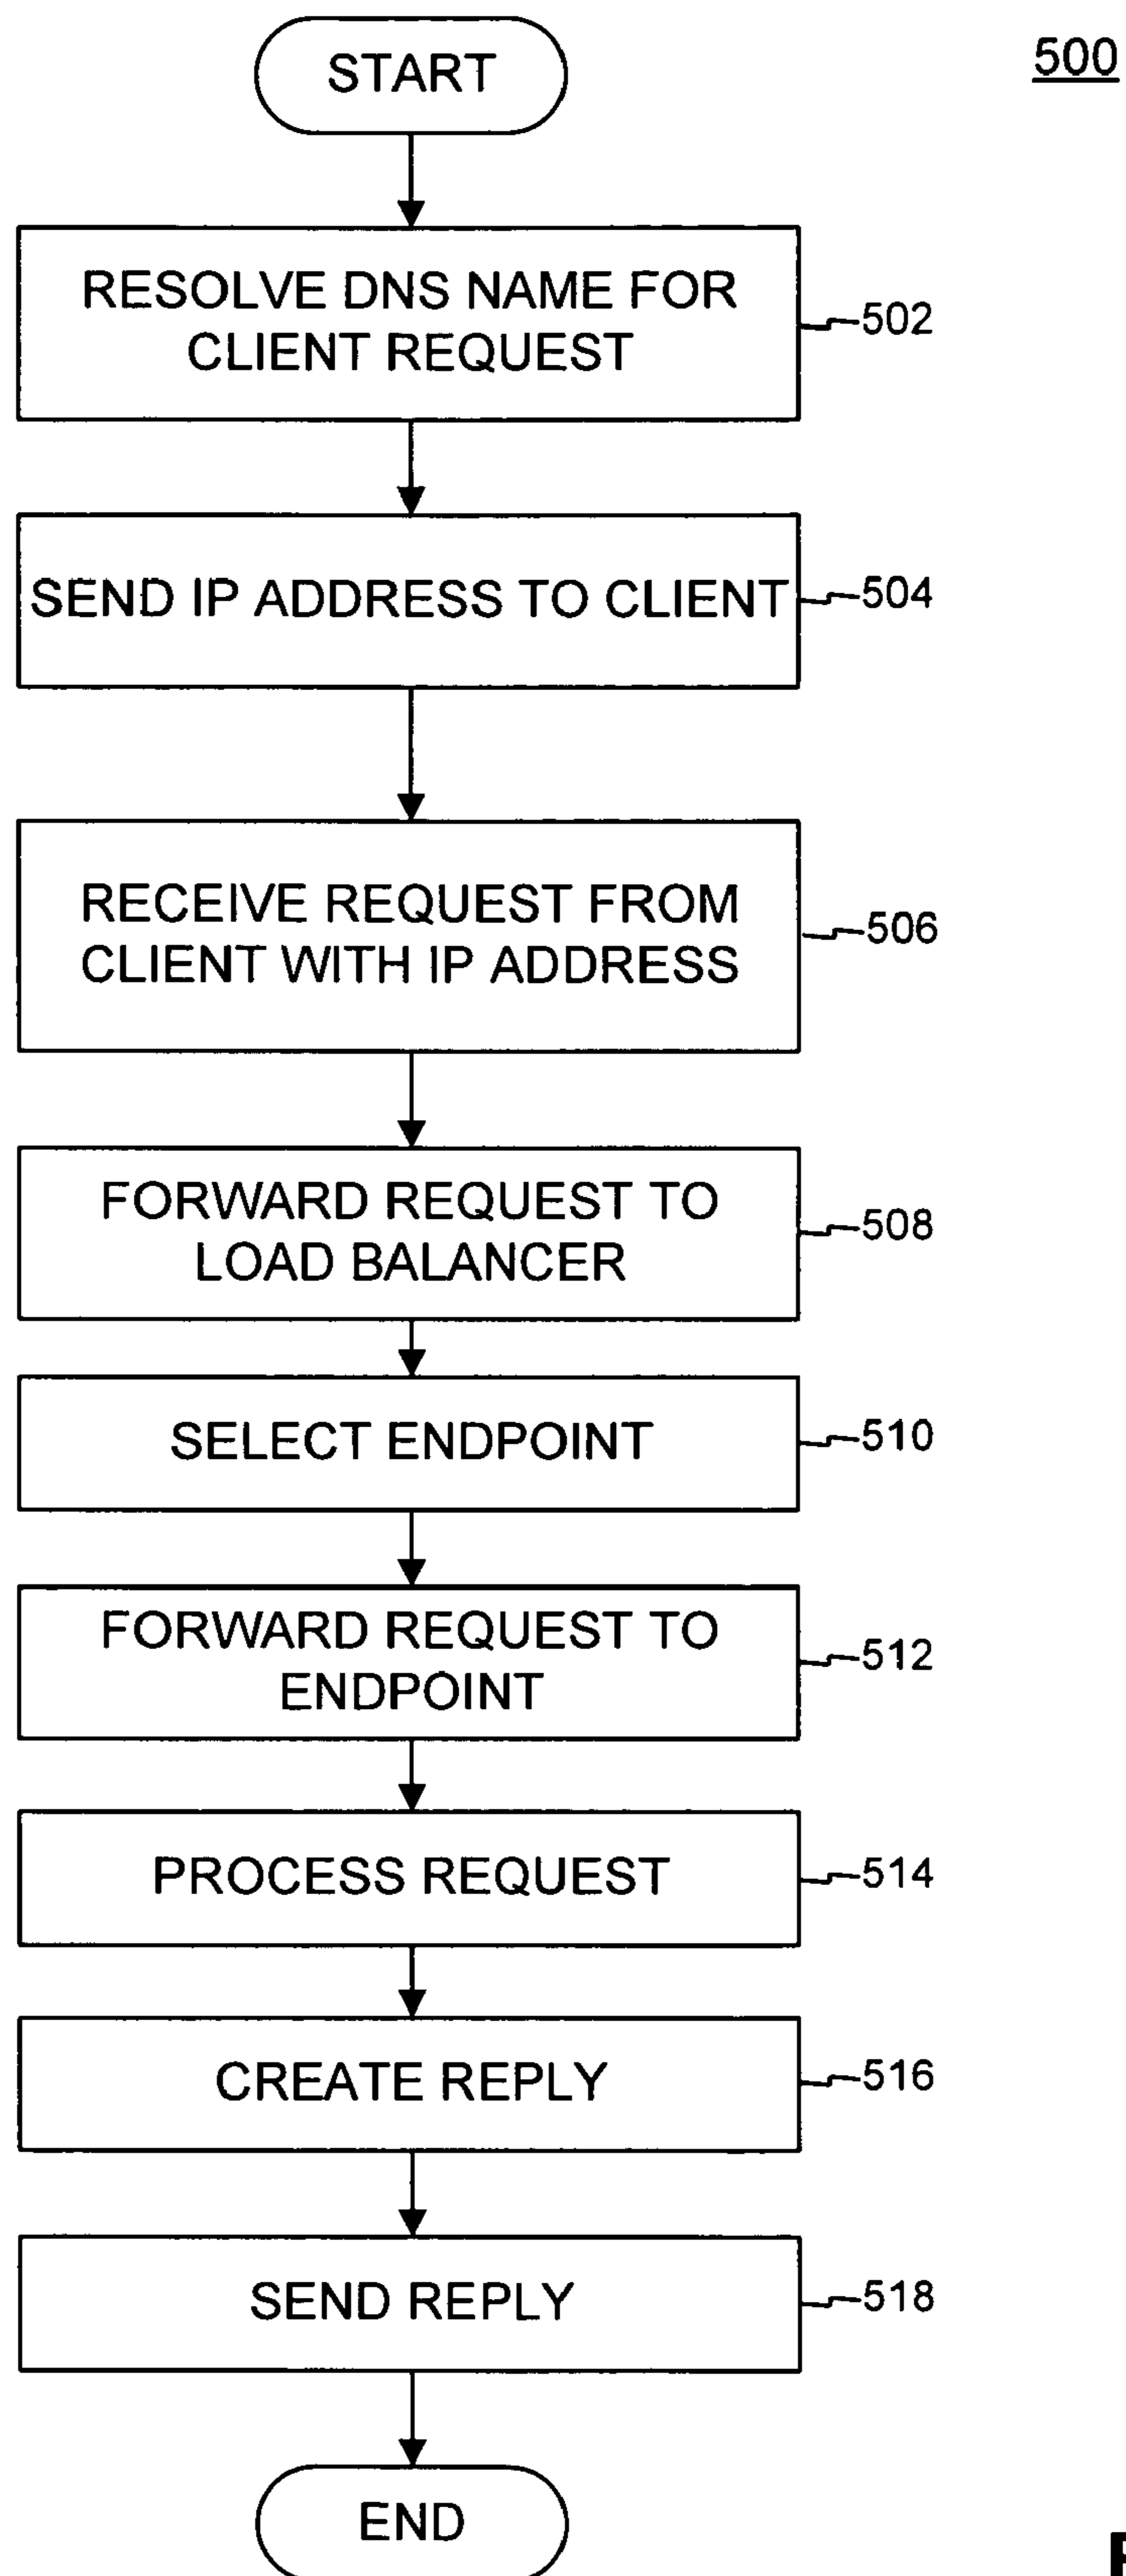 START
500
RESOLVE DNS NAME FOR
CLIENT REQUEST
502
SEND IP ADDRESS TO CLIENT
504
RECEIVE REQUEST FROM
CLIENT WITH IP ADDRESS
506
FORWARD REQUEST TO
LOAD BALANCER
508
SELECT ENDPOINT
510
FORWARD REQUEST TO
ENDPOINT
512
PROCESS REQUEST
514
CREATE REPLY
516
SEND REPLY
518
END